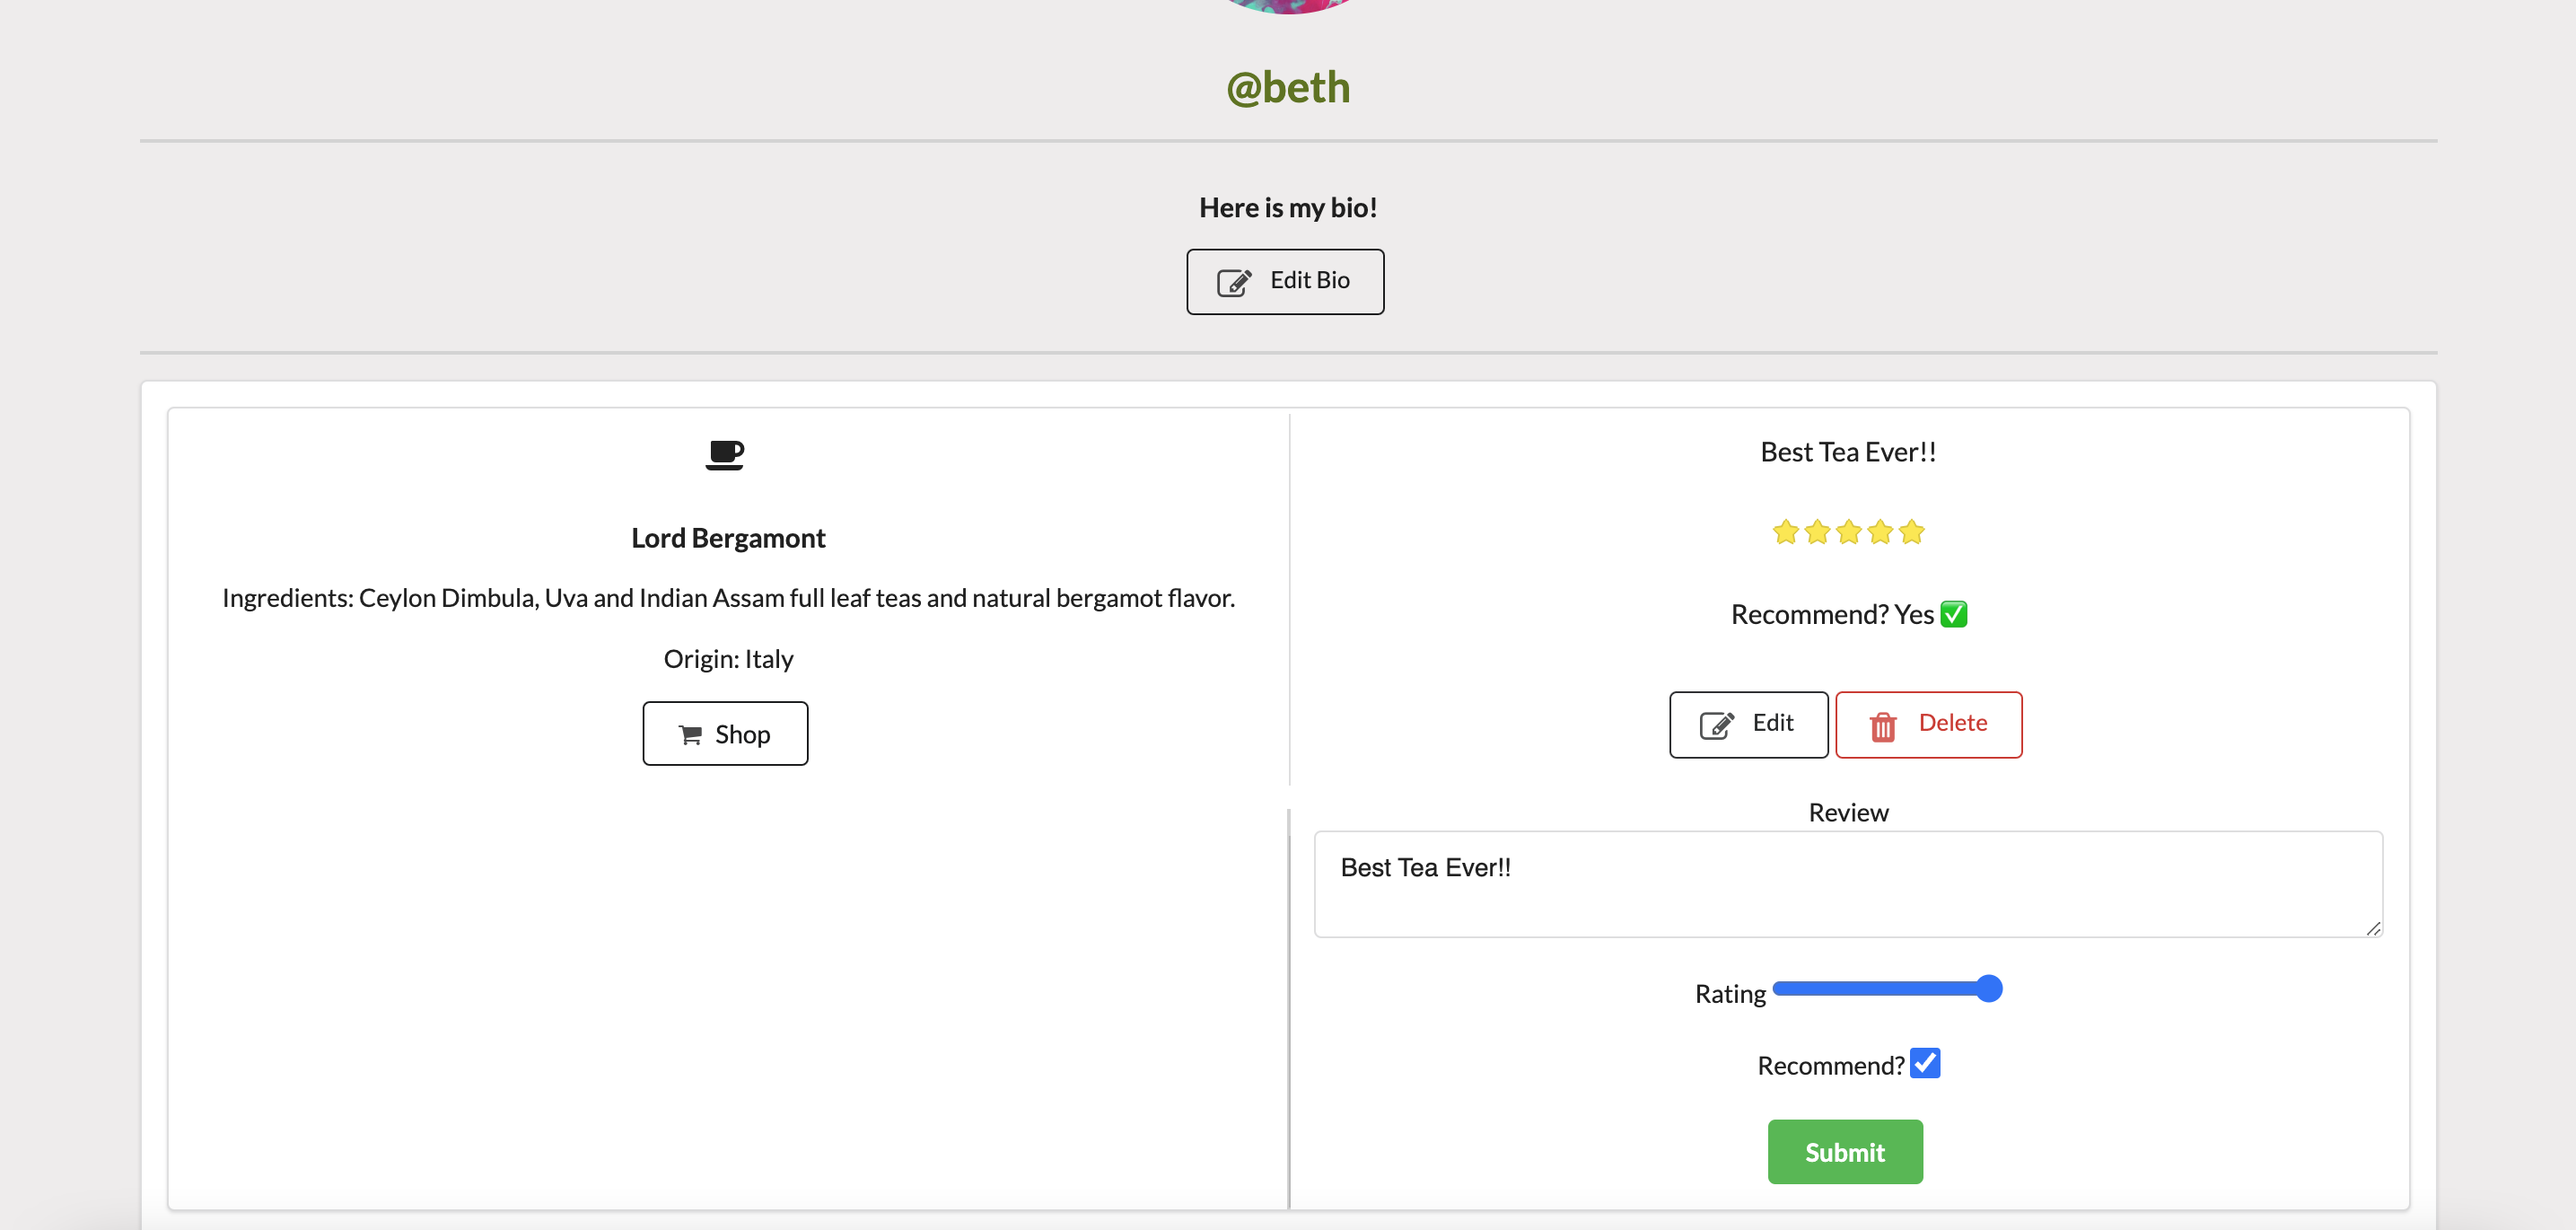 @beth
Here is my bio!
Edit Bio
Lord Bergamont
Ingredients: Ceylon Dimbula, Uva and Indian Assam full leaf teas and natural bergamot flavor.
Origin: Italy
Shop
Best Tea Ever!!
Recommend? Yes ✅
Edit
Delete
Review
Best Tea Ever!!
Rating
Recommend?
Submit